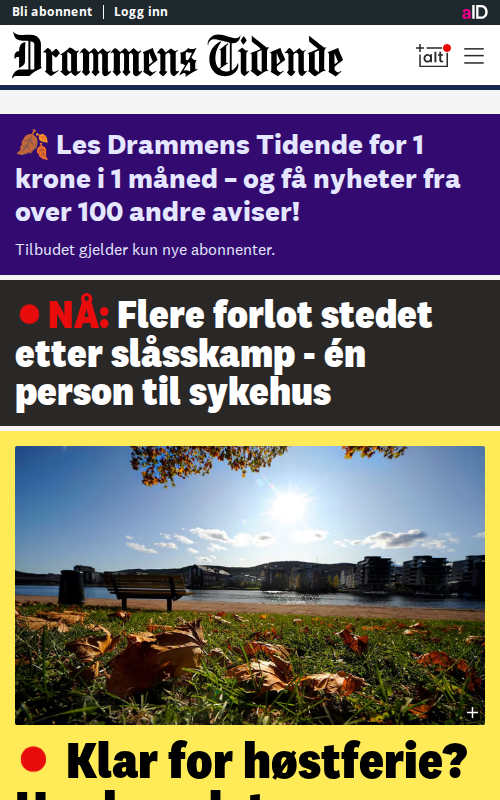 Bli abonnent | Logg inn
aID
Drammens Tidende
+alt
🍂 Les Drammens Tidende for 1
krone i 1 måned – og få nyheter fra
over 100 andre aviser!
Tilbudet gjelder kun nye abonnenter.
NÅ: Flere forlot stedet
etter slåsskamp - én
person til sykehus
Klar for høstferie?